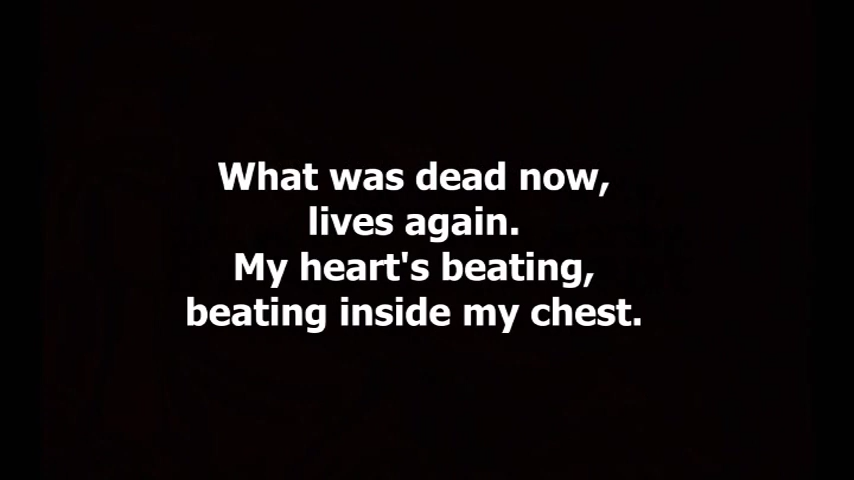 What was dead now,
lives again.
My heart's beating,
beating inside my chest.